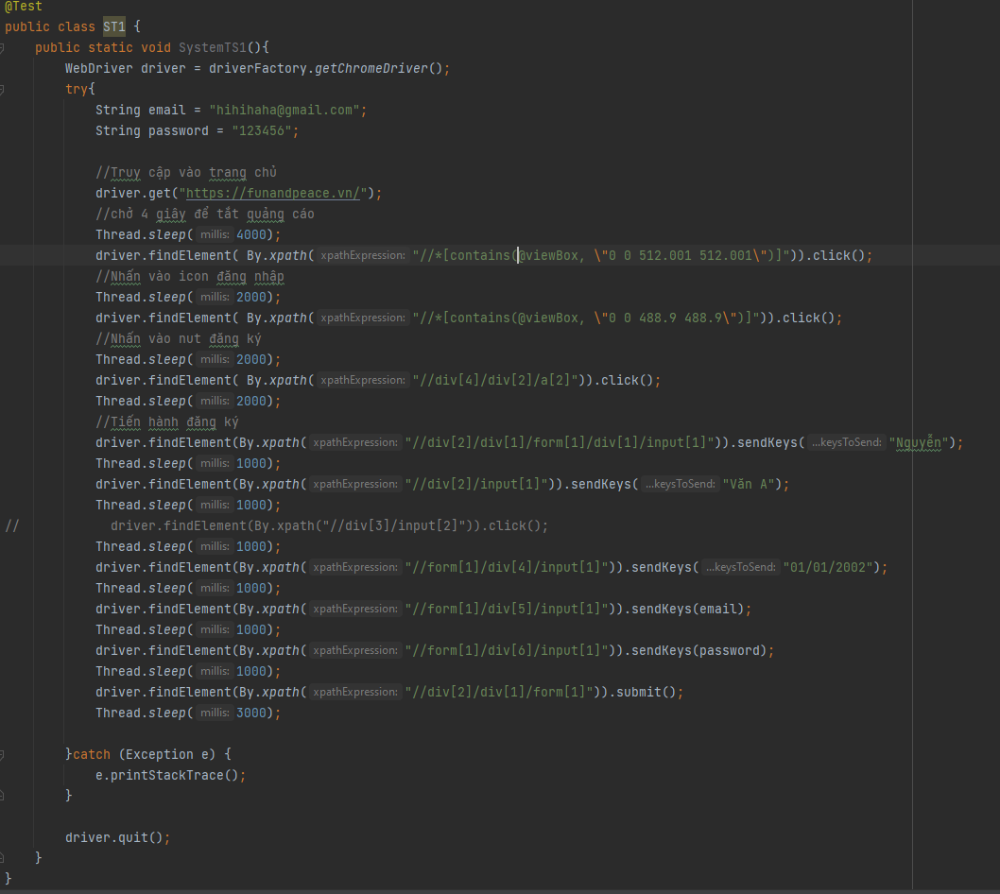 @Test
public class ST1 {
public static void SystemTS1(){
WebDriver driver = driverFactory.getChromeDriver();
try{
String email = "hihihaha@gmail.com";
String password = "123456";
//Truy cập vào trang chủ
driver.get("https://funandpeace.vn/");
//chờ 4 giây để tắt quảng cáo
Thread.sleep( millis: 4000);
driver.findElement( By.xpath( xpathExpression: "//*[contains(@viewBox, \"0 0 512.001 512.001\")]")).click();
//Nhấn vào icon đăng nhập
Thread.sleep( millis: 2000);
driver.findElement( By.xpath( xpathExpression: "//*[contains(@viewBox, \"0 0 488.9 488.9\")]")).click();
//Nhấn vào nut đăng ký
Thread.sleep( millis: 2000);
driver.findElement( By.xpath( xpathExpression: "//div[4]/div[2]/a[2]")).click();
Thread.sleep( millis: 2000);
//Tiến hành đăng ký
driver.findElement(By.xpath( xpathExpression: "//div[2]/div[1]/form[1]/div[1]/input[1]")).sendKeys( ...keysToSend: "Nguyễn");
Thread.sleep( millis: 1000);
driver.findElement(By.xpath( xpathExpression: "//div[2]/input[1]")).sendKeys( ...keysToSend: "Văn A");
Thread.sleep( millis: 1000);
// driver.findElement(By.xpath("//div[3]/input[2]")).click();
Thread.sleep( millis: 1000);
driver.findElement(By.xpath( xpathExpression: "//form[1]/div[4]/input[1]")).sendKeys( ...keysToSend: "01/01/2002");
Thread.sleep( millis: 1000);
driver.findElement(By.xpath( xpathExpression: "//form[1]/div[5]/input[1]")).sendKeys(email);
Thread.sleep( millis: 1000);
driver.findElement(By.xpath( xpathExpression: "//form[1]/div[6]/input[1]")).sendKeys(password);
Thread.sleep( millis: 1000);
driver.findElement(By.xpath( xpathExpression: "//div[2]/div[1]/form[1]")).submit();
Thread.sleep( millis: 3000);
}catch (Exception e) {
e.printStackTrace();
}
driver.quit();
}
}